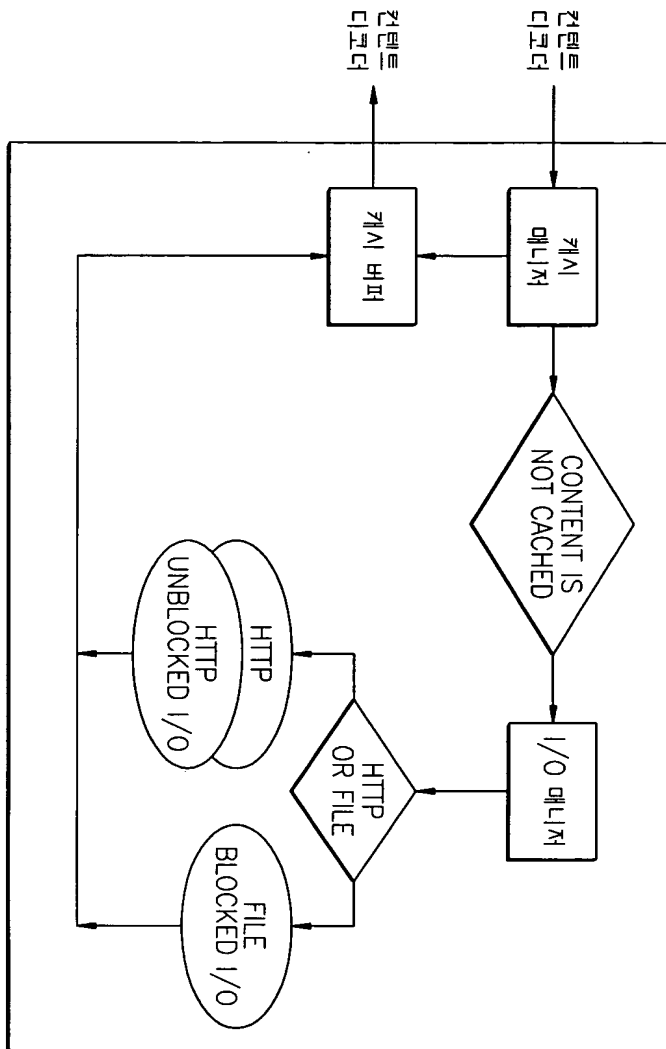 컨텐트
디코더
캐시
매니저
CONTENT IS
NOT CACHED
I/O 매니저
컨텐트
디코더
캐시 버퍼
HTTP
OR FILE
HTTP
HTTP
UNBLOCKED I/O
FILE
BLOCKED I/O